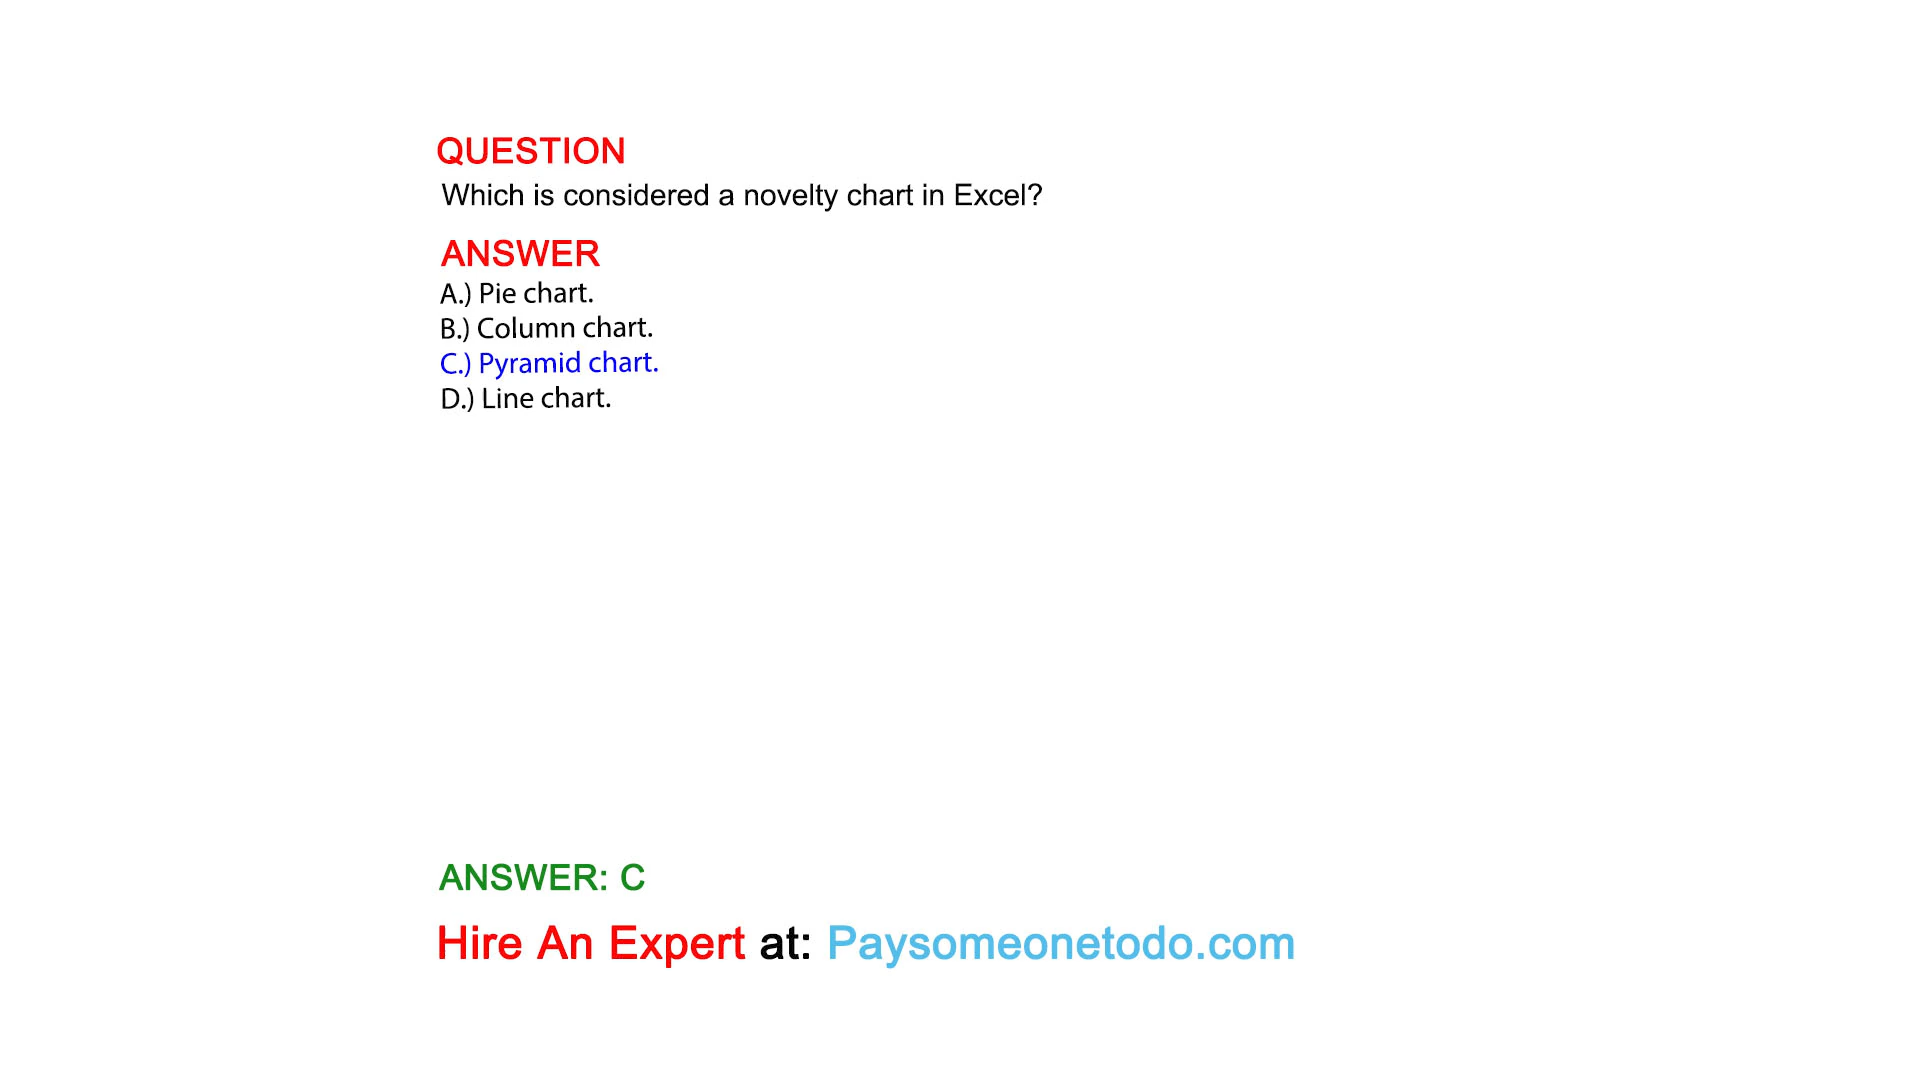 QUESTION
Which is considered a novelty chart in Excel?
ANSWER
A.) Pie chart.
B.) Column chart.
C.) Pyramid chart.
D.) Line chart.
ANSWER: C
Hire An Expert at: Paysomeonetodo.com